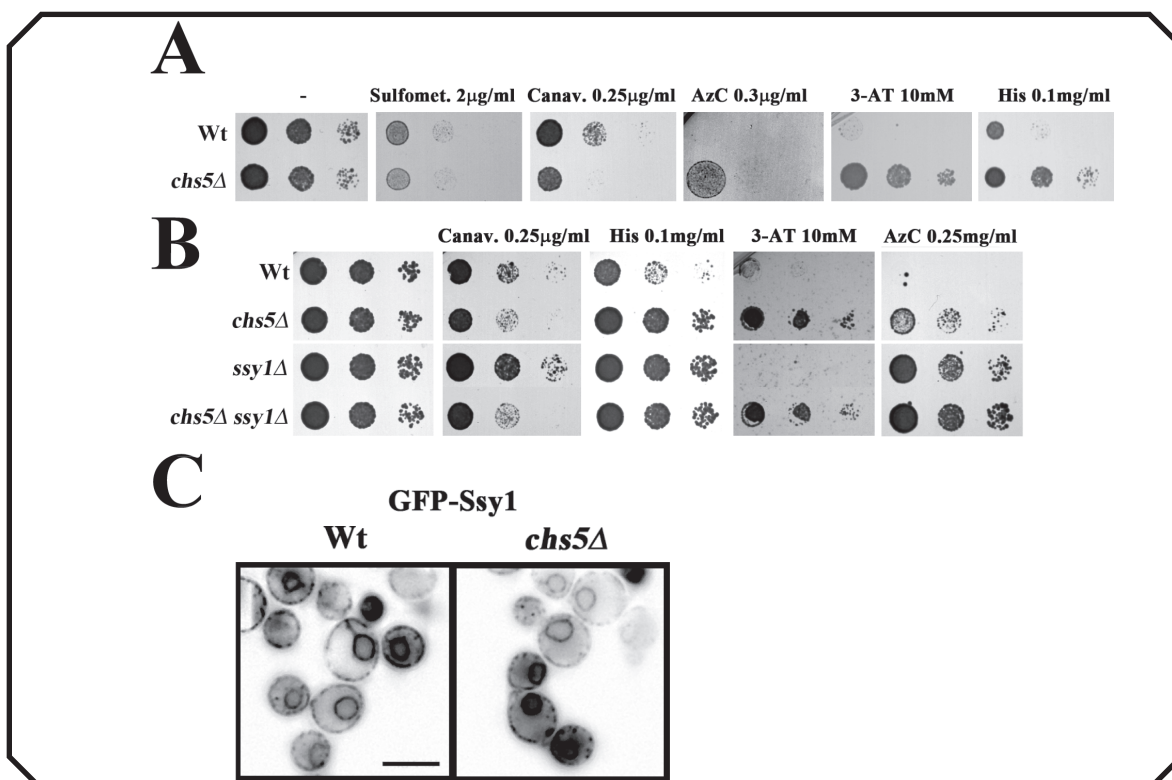 A
- Sulfomet. 2µg/ml Canav. 0.25µg/ml AzC 0.3µg/ml 3-AT 10mM His 0.1mg/ml
Wt
chs5Δ
B
Canav. 0.25µg/ml His 0.1mg/ml 3-AT 10mM AzC 0.25mg/ml
Wt
chs5Δ
ssy1Δ
chs5Δ ssy1Δ
C
GFP-Ssy1
Wt chs5Δ